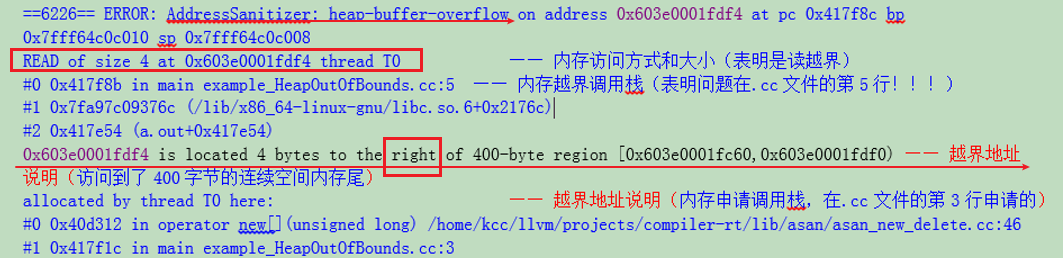 ==6226== ERROR: AddressSanitizer: heap-buffer-overflow on address 0x603e0001fdf4 at pc 0x417f8c bp
0x7fff64c0c010 sp 0x7fff64c0c008
READ of size 4 at 0x603e0001fdf4 thread T0 —— 内存访问方式和大小（表明是读越界）
#0 0x417f8b in main example_HeapOutOfBounds.cc:5 —— 内存越界调用栈（表明问题在.cc文件的第5行！！！）
#1 0x7fa97c09376c (/lib/x86_64-linux-gnu/libc.so.6+0x2176c)
#2 0x417e54 (a.out+0x417e54)
0x603e0001fdf4 is located 4 bytes to the right of 400-byte region [0x603e0001fc60,0x603e0001fdf0) —— 越界地址
说明（访问到了400字节的连续空间内存尾）
allocated by thread T0 here: —— 越界地址说明（内存申请调用栈，在.cc文件的第3行申请的）
#0 0x40d312 in operator new[](unsigned long) /home/kcc/llvm/projects/compiler-rt/lib/asan/asan_new_delete.cc:46
#1 0x417f1c in main example_HeapOutOfBounds.cc:3